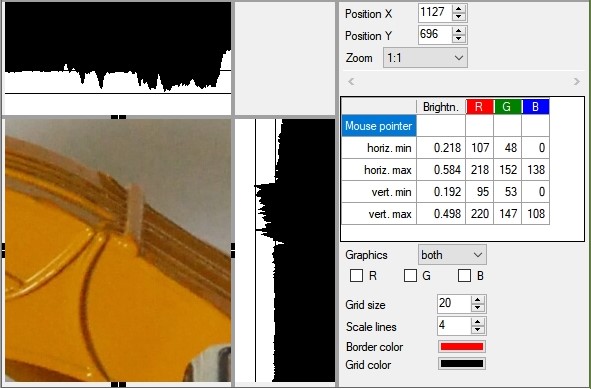 Position X 1127
Position Y 696
Zoom 1:1
Brightn. R G B
Mouse pointer
horiz. min 0.218 107 48 0
horiz. max 0.584 218 152 138
vert. min 0.192 95 53 0
vert. max 0.498 220 147 108
Graphics both
R G B
Grid size 20
Scale lines 4
Border color
Grid color